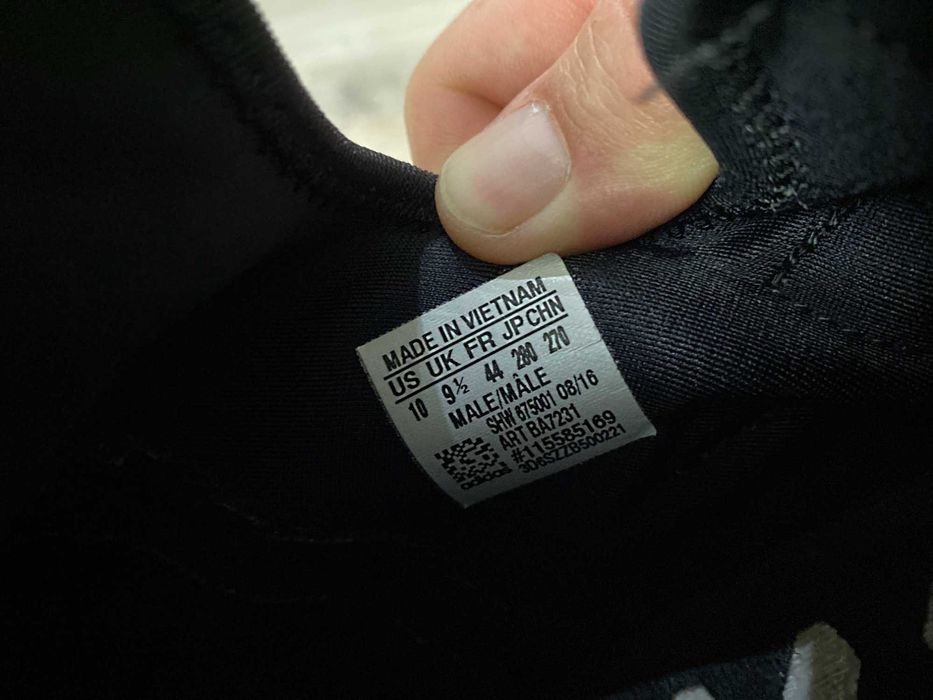 MADE IN VIETNAM
US UK FR JP CHN
10 9½ 44 280 270
MALE/MÂLE
SHW 675001 08/16
ART BA7231
#115585169
3D6SZZB500221
adidas